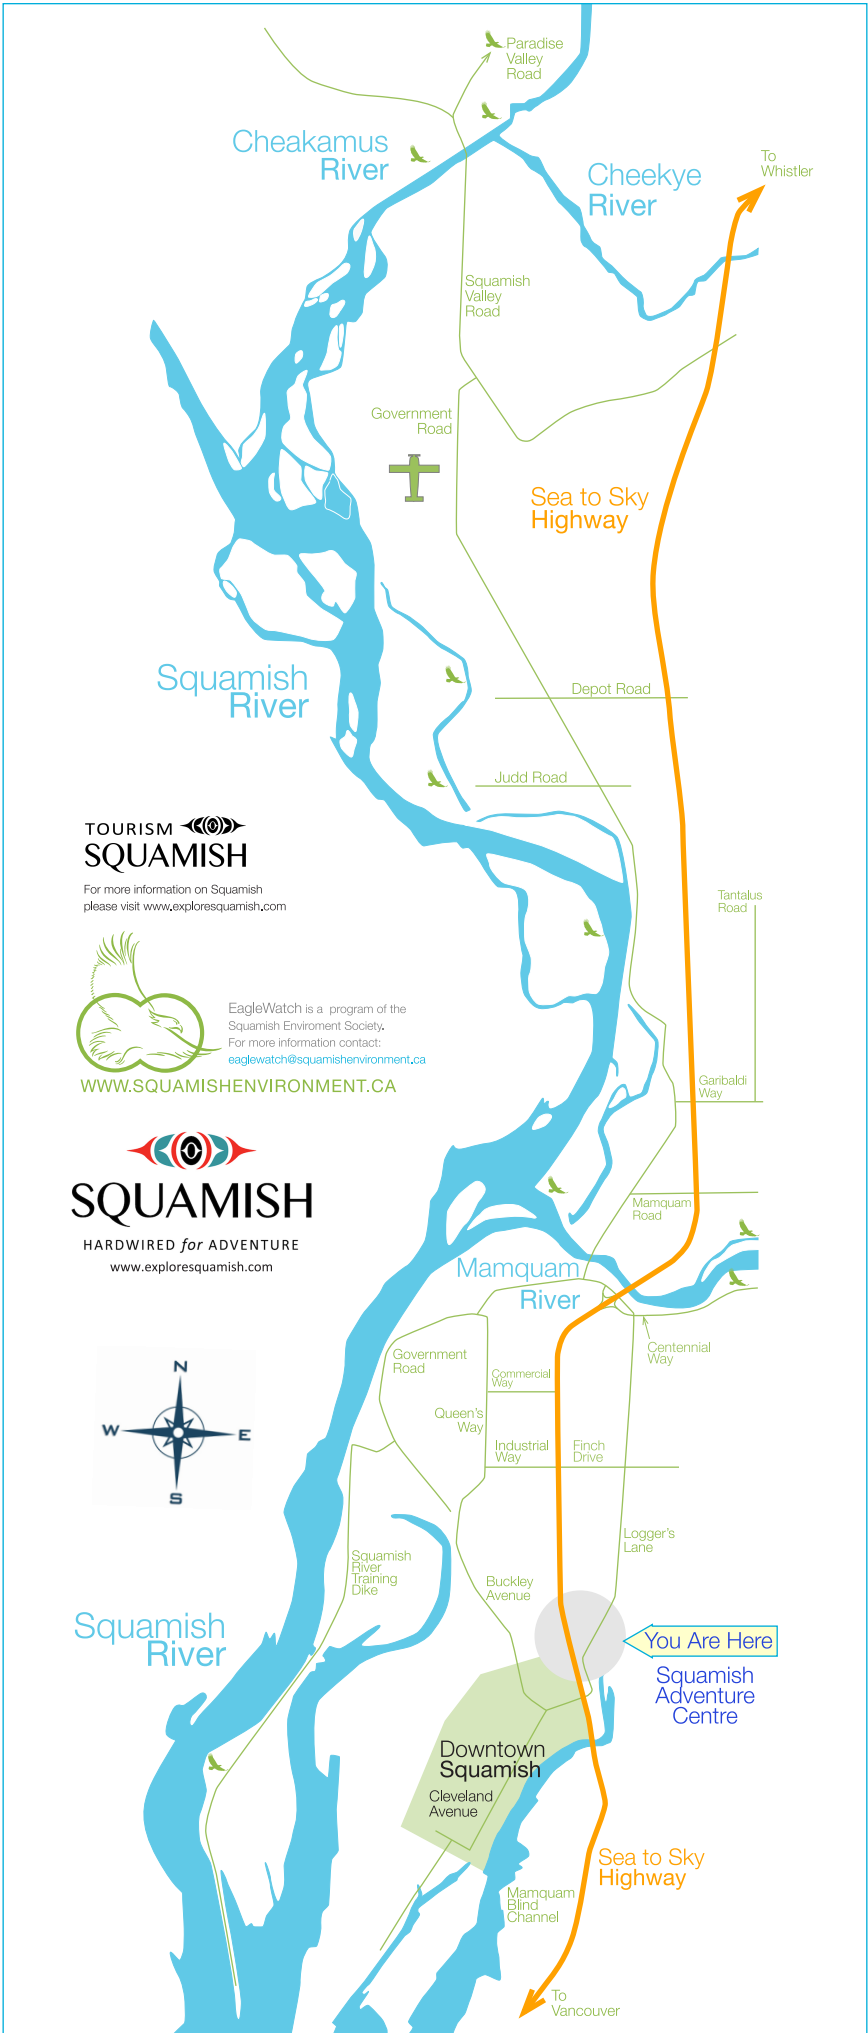 Paradise
Valley
Road
Cheakamus
River
To
Whistler
Cheekye
River
Squamish
Valley
Road
Government
Road
Sea to Sky
Highway
Squamish
River
Depot Road
Judd Road
TOURISM
SQUAMISH
For more information on Squamish
please visit www.exploresquamish.com
Tantalus
Road
EagleWatch is a program of the
Squamish Enviroment Society.
For more information contact:
eaglewatch@squamishenvironment.ca
WWW.SQUAMISHENVIRONMENT.CA
Garibaldi
Way
SQUAMISH
HARDWIRED for ADVENTURE
www.exploresquamish.com
Mamquam
Road
Mamquam
River
Centennial
Way
Government
Road
Commercial
Way
Queen's
Way
Industrial
Way
Finch
Drive
N
W
E
S
Logger's
Lane
Squamish
River
Training
Dike
Buckley
Avenue
Squamish
River
You Are Here
Squamish
Adventure
Centre
Downtown
Squamish
Cleveland
Avenue
Sea to Sky
Highway
Mamquam
Blind
Channel
To
Vancouver